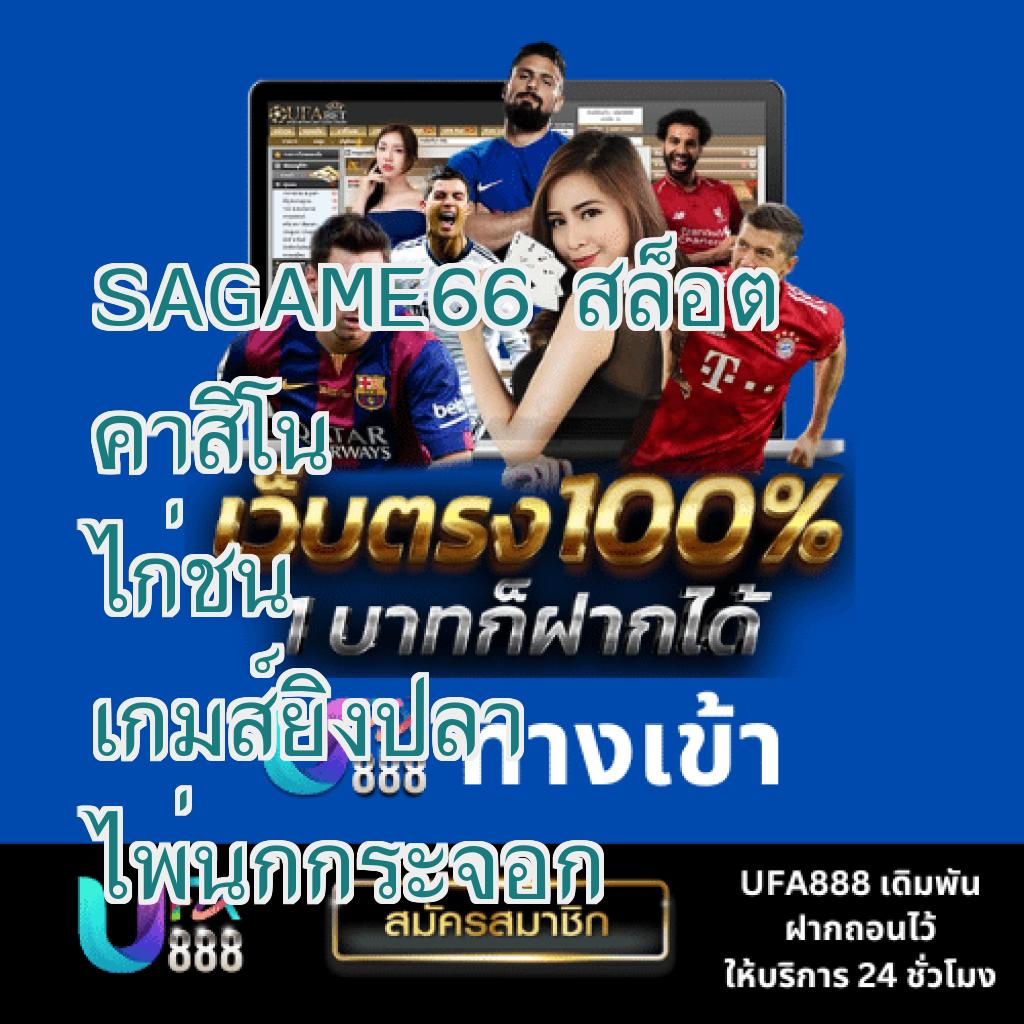 UFABET
SAGAME66 สล็อต
คาสิโน
ไก่ชน
เกมส์ยิงปลา
ไพ่นกกระจอก
QATAR
AIRWAYS
T
เว็บตรง100%
1 บาทก็ฝากได้
888 ทางเข้า
UFA
888
สมัครสมาชิก
UFA888 เดิมพัน
ฝากถอนไว้
ให้บริการ 24 ชั่วโมง